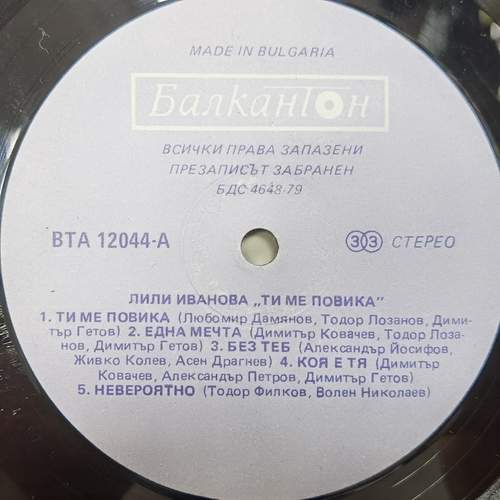 MADE IN BULGARIA
Балкантон
ВСИЧКИ ПРАВА ЗАПАЗЕНИ
ПРЕЗАПИСЪТ ЗАБРАНЕН
БДС 4648-79
ВТА 12044-А
33 СТЕРЕО
ЛИЛИ ИВАНОВА „ТИ МЕ ПОВИКА"
1. ТИ МЕ ПОВИКА (Любомир Дамянов, Тодор Лозанов, Дими-
тър Гетов) 2. ЕДНА МЕЧТА (Димитър Ковачев, Тодор Лоза-
нов, Димитър Гетов) 3. БЕЗ ТЕБ (Александър Йосифов,
Живко Колев, Асен Драгнев) 4. КОЯ Е ТЯ (Димитър
Ковачев, Александър Петров, Димитър Гетов)
5. НЕВЕРОЯТНО (Тодор Филков, Волен Николаев)